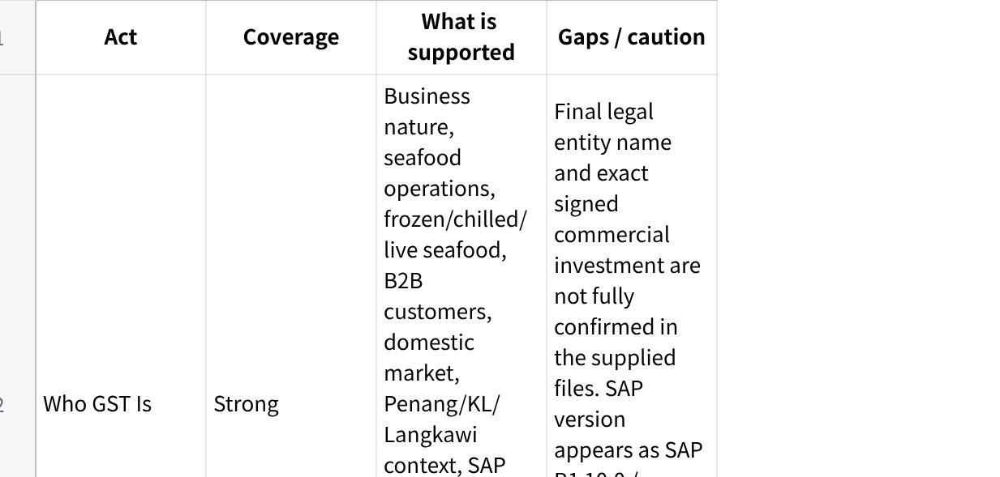 1
Act
Coverage
What is
supported
Gaps / caution
2
Who GST Is
Strong
Business
nature,
seafood
operations,
frozen/chilled/
live seafood,
B2B
customers,
domestic
market,
Penang/KL/
Langkawi
context, SAP
Final legal
entity name
and exact
signed
commercial
investment are
not fully
confirmed in
the supplied
files. SAP
version
appears as SAP